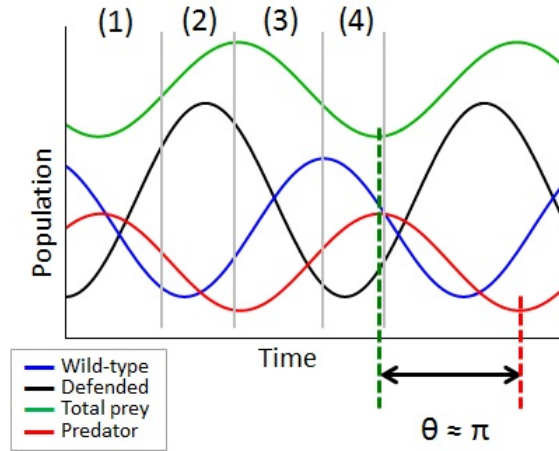 (1) (2) (3) (4)
Population
Time
Wild-type
Defended
Total prey
Predator
θ ≈ π